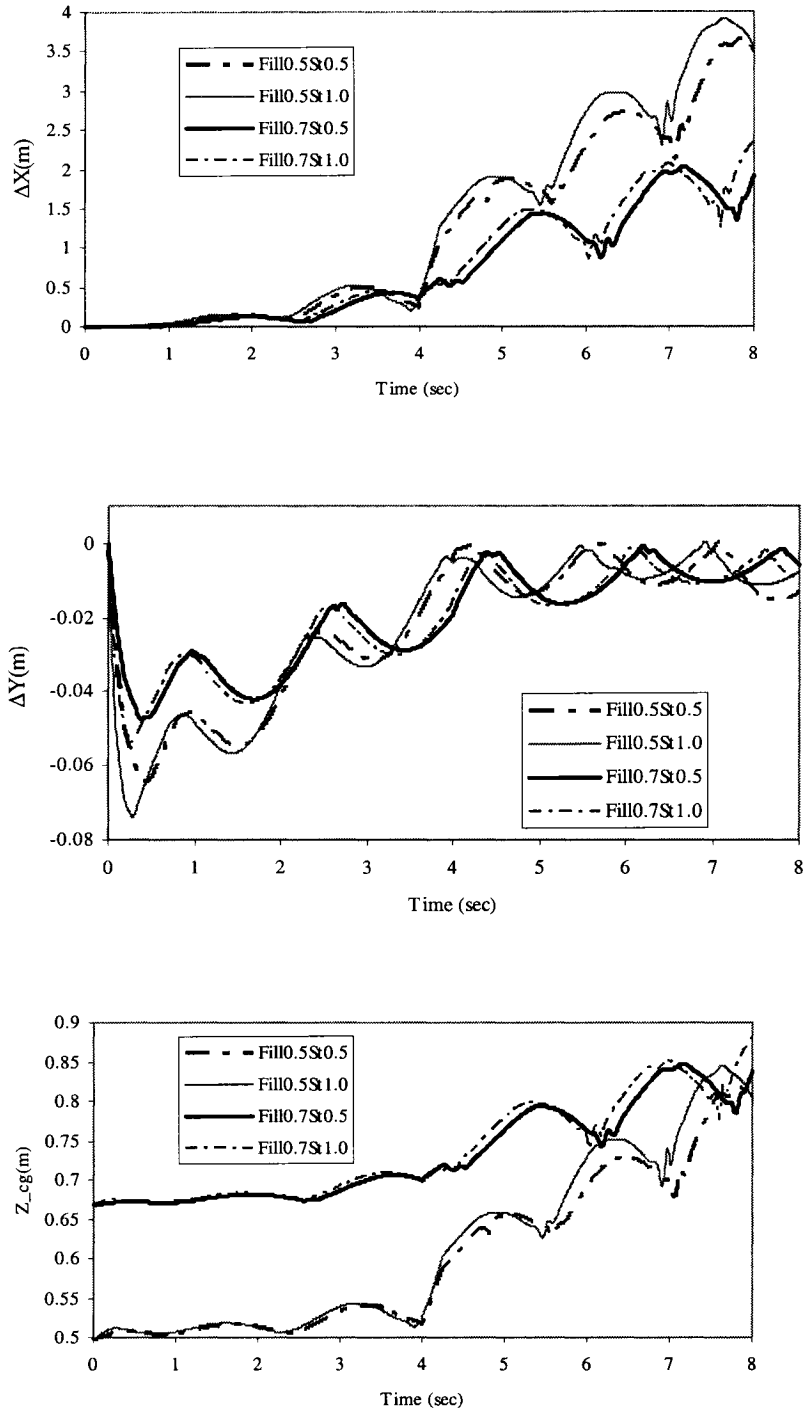 4
3.5
3
2.5
2
1.5
1
0.5
0
ΔX(m)
Fill0.5St0.5
Fill0.5St1.0
Fill0.7St0.5
Fill0.7St1.0
0 1 2 3 4 5 6 7 8
Time (sec)
0
-0.02
-0.04
-0.06
-0.08
ΔY(m)
Fill0.5St0.5
Fill0.5St1.0
Fill0.7St0.5
Fill0.7St1.0
0 1 2 3 4 5 6 7 8
Time (sec)
0.9
0.85
0.8
0.75
0.7
0.65
0.6
0.55
0.5
Z_cg(m)
Fill0.5St0.5
Fill0.5St1.0
Fill0.7St0.5
Fill0.7St1.0
0 1 2 3 4 5 6 7 8
Time (sec)